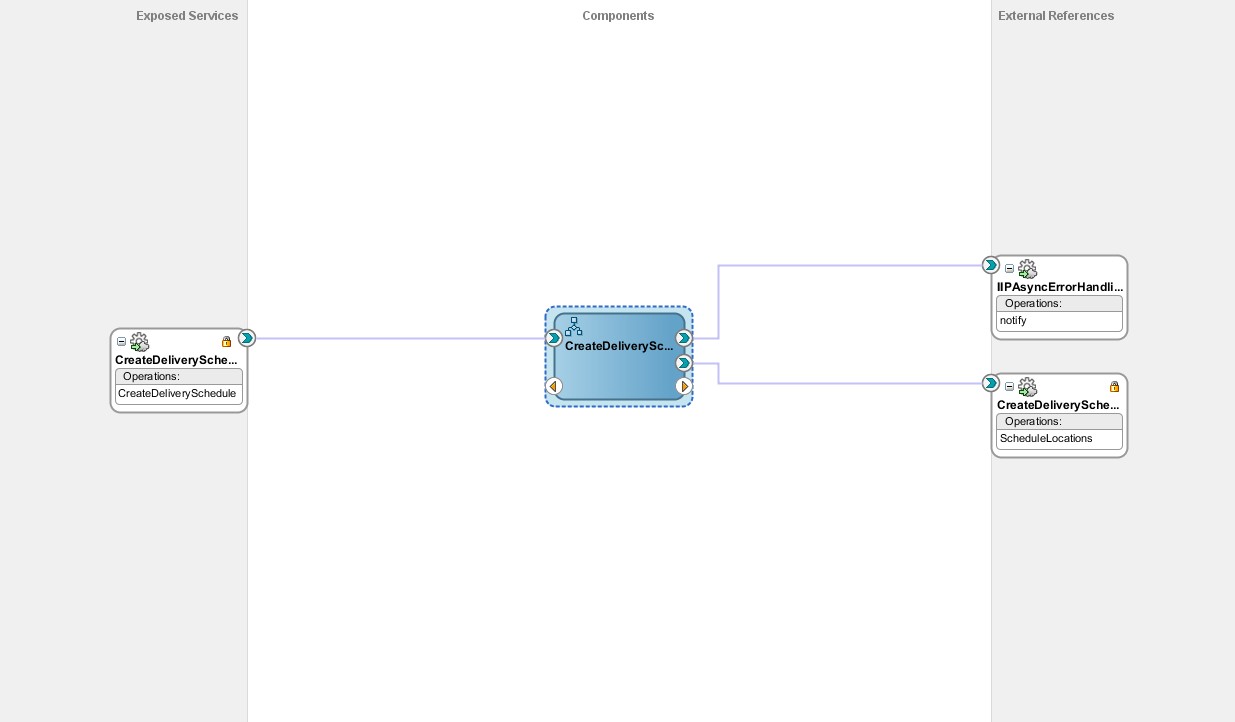 Exposed Services
Components
External References
CreateDeliverySche...
Operations:
CreateDeliverySchedule
CreateDeliverySc...
IIPAsyncErrorHandli...
Operations:
notify
CreateDeliverySche...
Operations:
ScheduleLocations